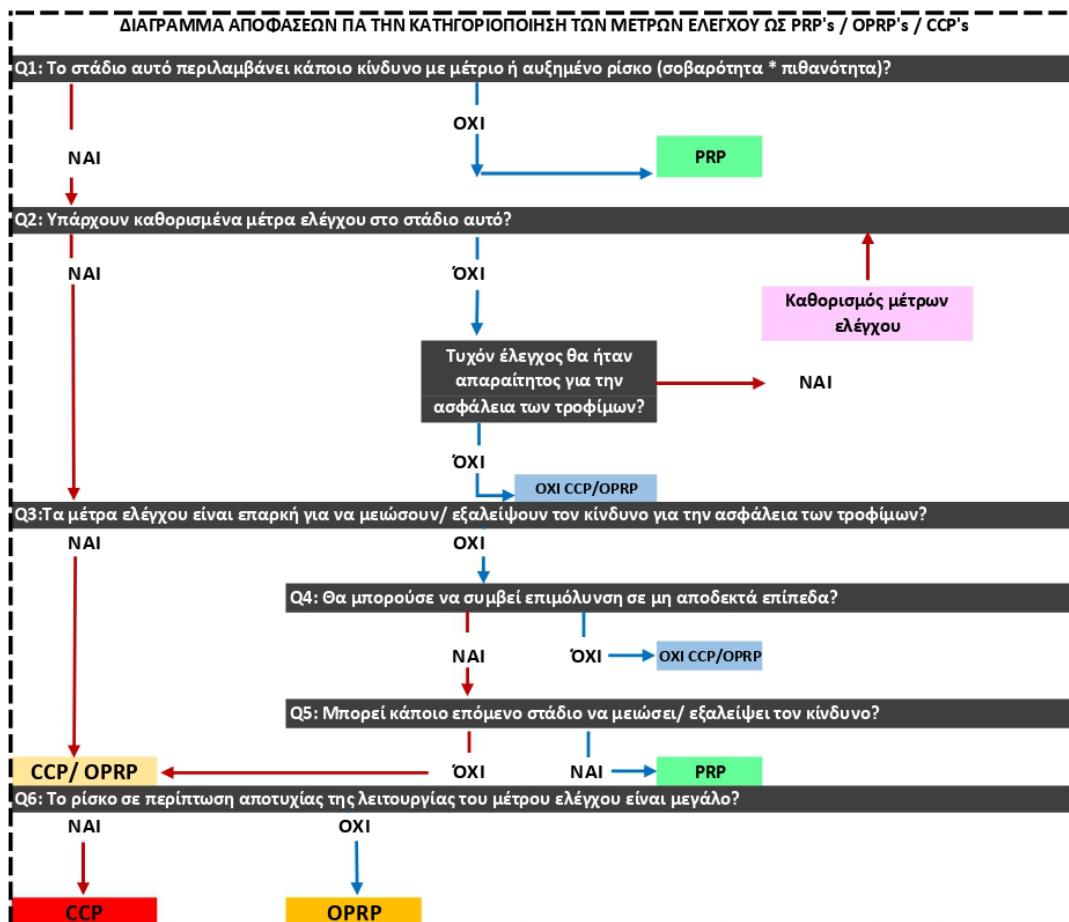 ΔΙΑΓΡΑΜΜΑ ΑΠΟΦΑΣΕΩΝ ΓΙΑ ΤΗΝ ΚΑΤΗΓΟΡΙΟΠΟΙΗΣΗ ΤΩΝ ΜΕΤΡΩΝ ΕΛΕΓΧΟΥ ΩΣ PRP's / OPRP's / CCP's
Q1: Το στάδιο αυτό περιλαμβάνει κάποιο κίνδυνο με μέτριο ή αυξημένο ρίσκο (σοβαρότητα * πιθανότητα)?
ΟΧΙ
ΝΑΙ
PRP
Q2: Υπάρχουν καθορισμένα μέτρα ελέγχου στο στάδιο αυτό?
ΝΑΙ
ΌΧΙ
Καθορισμός μέτρων
ελέγχου
Τυχόν έλεγχος θα ήταν
απαραίτητος για την
ασφάλεια των τροφίμων?
ΝΑΙ
ΌΧΙ
ΟΧΙ CCP/OPRP
Q3:Τα μέτρα ελέγχου είναι επαρκή για να μειώσουν/ εξαλείψουν τον κίνδυνο για την ασφάλεια των τροφίμων?
ΝΑΙ
ΟΧΙ
Q4: Θα μπορούσε να συμβεί επιμόλυνση σε μη αποδεκτά επίπεδα?
ΝΑΙ
ΌΧΙ
ΟΧΙ CCP/OPRP
Q5: Μπορεί κάποιο επόμενο στάδιο να μειώσει/ εξαλείψει τον κίνδυνο?
CCP/ OPRP
ΌΧΙ
ΝΑΙ
PRP
Q6: Το ρίσκο σε περίπτωση αποτυχίας της λειτουργίας του μέτρου ελέγχου είναι μεγάλο?
ΝΑΙ
ΟΧΙ
CCP
OPRP